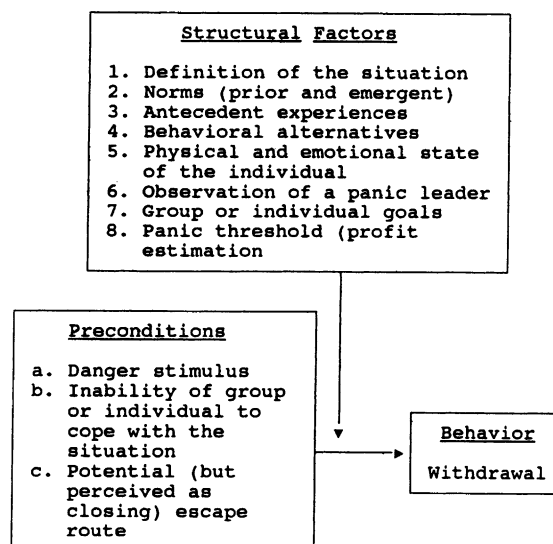 Structural Factors
1. Definition of the situation
2. Norms (prior and emergent)
3. Antecedent experiences
4. Behavioral alternatives
5. Physical and emotional state
of the individual
6. Observation of a panic leader
7. Group or individual goals
8. Panic threshold (profit
estimation
Preconditions
a. Danger stimulus
b. Inability of group
or individual to
cope with the
situation
c. Potential (but
perceived as
closing) escape
route
Behavior
Withdrawal